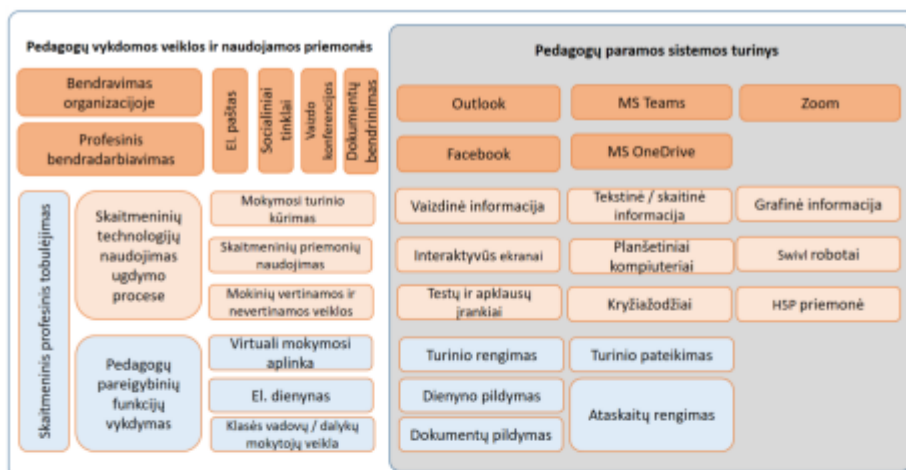 Pedagogų vykdomos veiklos ir naudojamos priemonės
Bendravimas
organizacijoje
Profesinis
bendradarbiavimas
El. paštas
Socialiniai
tinklai
Vaizdo
konferencijos
Dokumentų
bendrinimas
Skaitmeninis profesinis tobulėjimas
Skaitmeninių
technologijų
naudojimas
ugdymo
procese
Mokymosi turinio
kūrimas
Skaitmeninių priemonių
naudojimas
Mokinių vertinamos ir
nevertinamos veiklos
Pedagogų
pareigybinių
funkcijų
vykdymas
Virtuali mokymosi
aplinka
El. dienynas
Klasės vadovų / dalykų
mokytojų veikla
Pedagogų paramos sistemos turinys
Outlook
MS Teams
Zoom
Facebook
MS OneDrive
Vaizdinė informacija
Tekstinė / skaitinė
informacija
Grafinė informacija
Interaktyvūs ekranai
Planšetiniai
kompiuteriai
Swivl robotai
Testų ir apklausų
įrankiai
Kryžiažodžiai
H5P priemonė
Turinio rengimas
Turinio pateikimas
Dienyno pildymas
Ataskaitų rengimas
Dokumentų pildymas